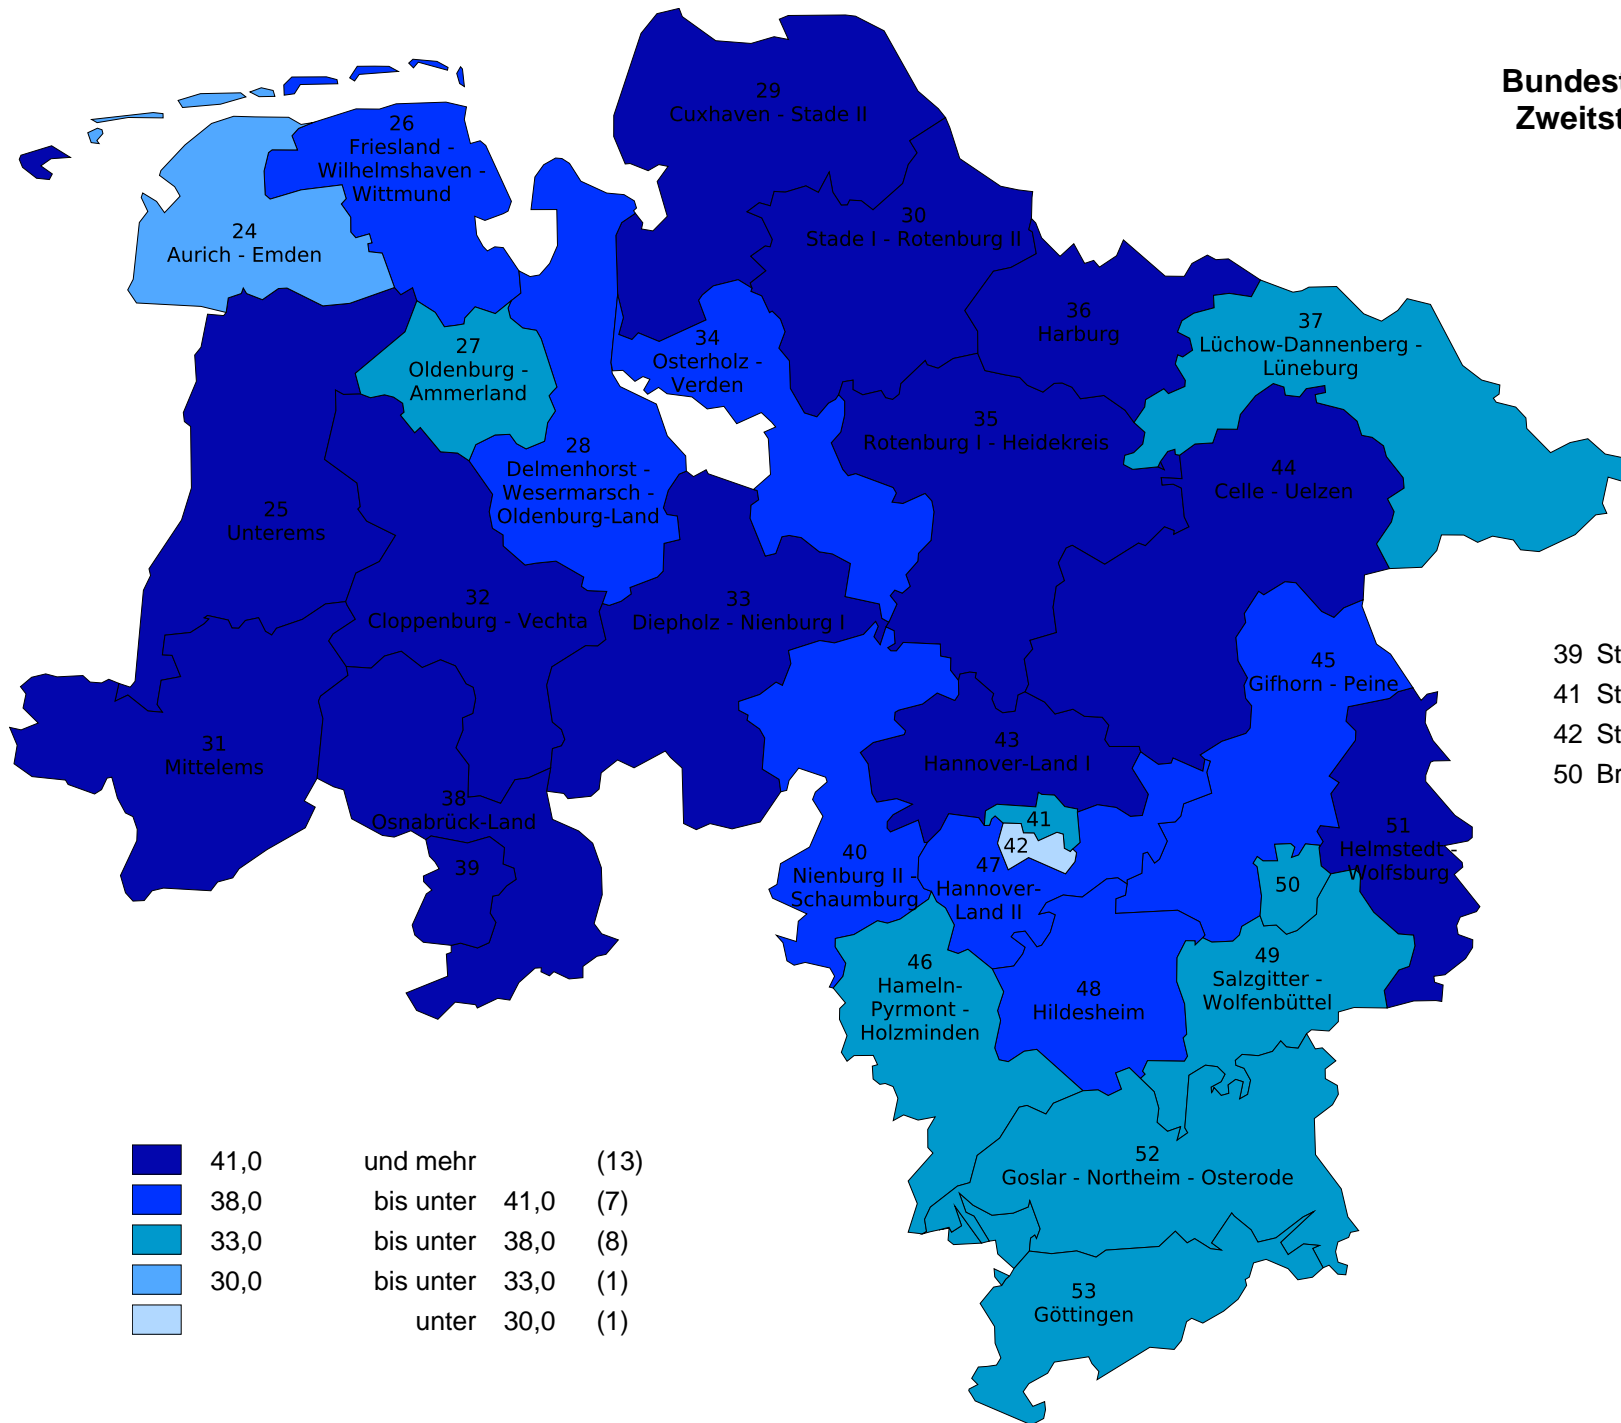 Bundest
Zweitst
29
Cuxhaven - Stade II
26
Friesland -
Wilhelmshaven -
Wittmund
24
Aurich - Emden
30
Stade I - Rotenburg II
36
Harburg
37
Lüchow-Dannenberg -
Lüneburg
27
Oldenburg -
Ammerland
34
Osterholz -
Verden
35
Rotenburg I - Heidekreis
28
Delmenhorst -
Wesermarsch -
Oldenburg-Land
44
Celle - Uelzen
25
Unterems
32
Cloppenburg - Vechta
33
Diepholz - Nienburg I
45
Gifhorn - Peine
39 St
41 St
42 St
50 Br
31
Mittelems
43
Hannover-Land I
38
Osnabrück-Land
39
41
42
40
Nienburg II -
Schaumburg
47
Hannover-
Land II
51
Helmstedt -
Wolfsburg
50
46
Hameln-
Pyrmont -
Holzminden
48
Hildesheim
49
Salzgitter -
Wolfenbüttel
52
Goslar - Northeim - Osterode
53
Göttingen
41,0 und mehr (13)
38,0 bis unter 41,0 (7)
33,0 bis unter 38,0 (8)
30,0 bis unter 33,0 (1)
unter 30,0 (1)